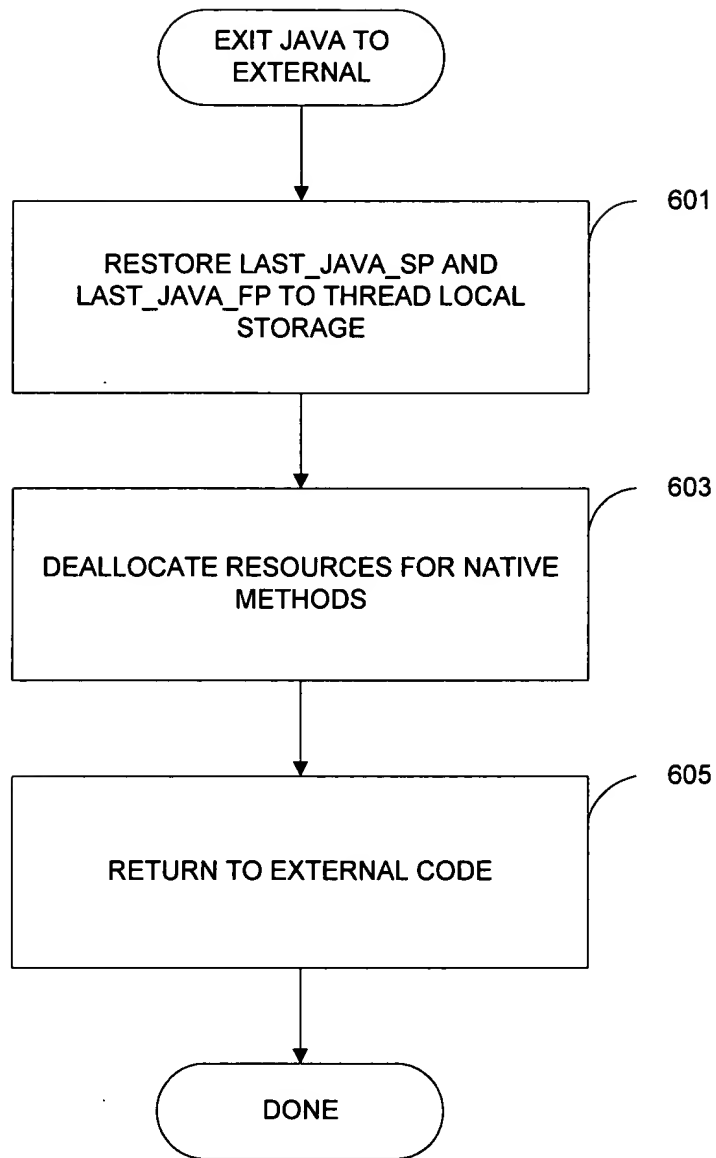 EXIT JAVA TO
EXTERNAL
601
RESTORE LAST_JAVA_SP AND
LAST_JAVA_FP TO THREAD LOCAL
STORAGE
603
DEALLOCATE RESOURCES FOR NATIVE
METHODS
605
RETURN TO EXTERNAL CODE
DONE